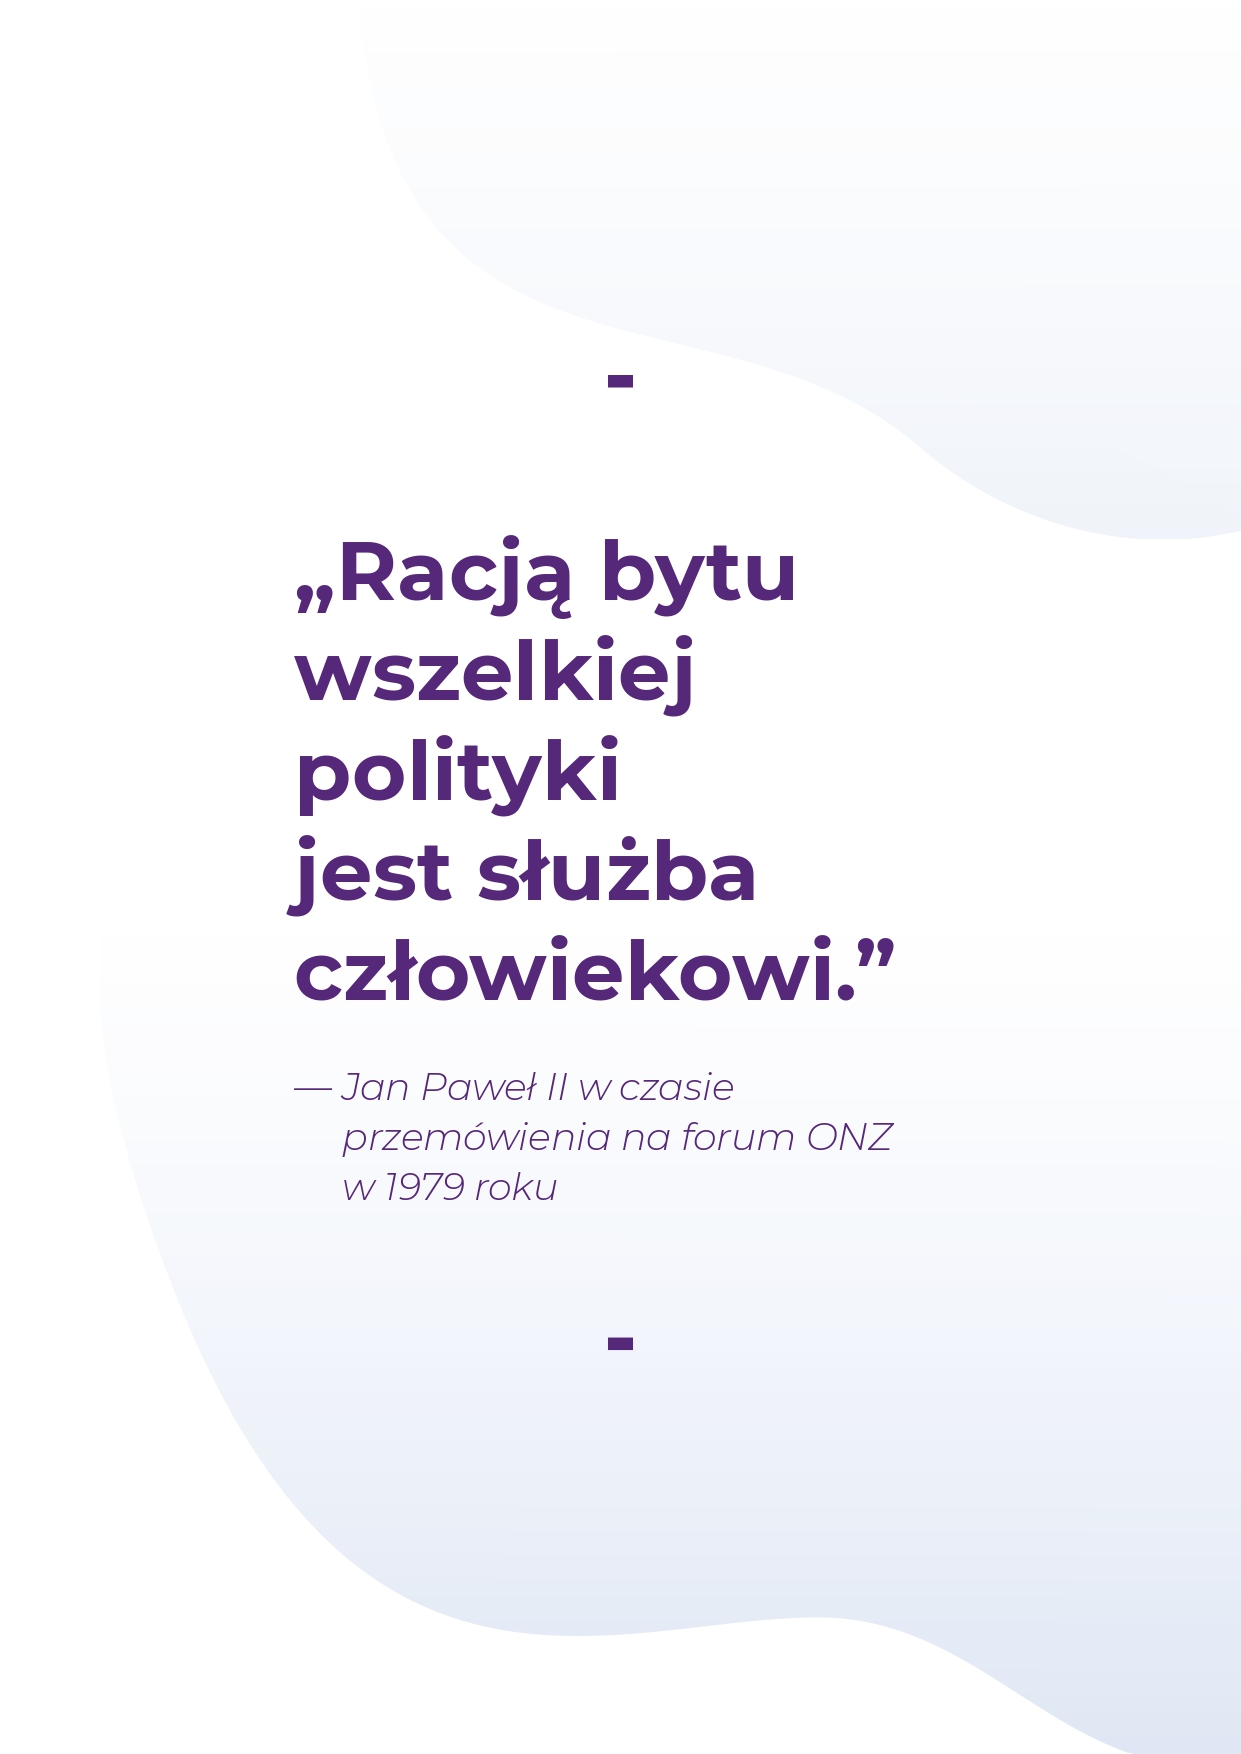 -
„Racją bytu
wszelkiej
polityki
jest służba
człowiekowi.”
— Jan Paweł II w czasie
przemówienia na forum ONZ
w 1979 roku
-